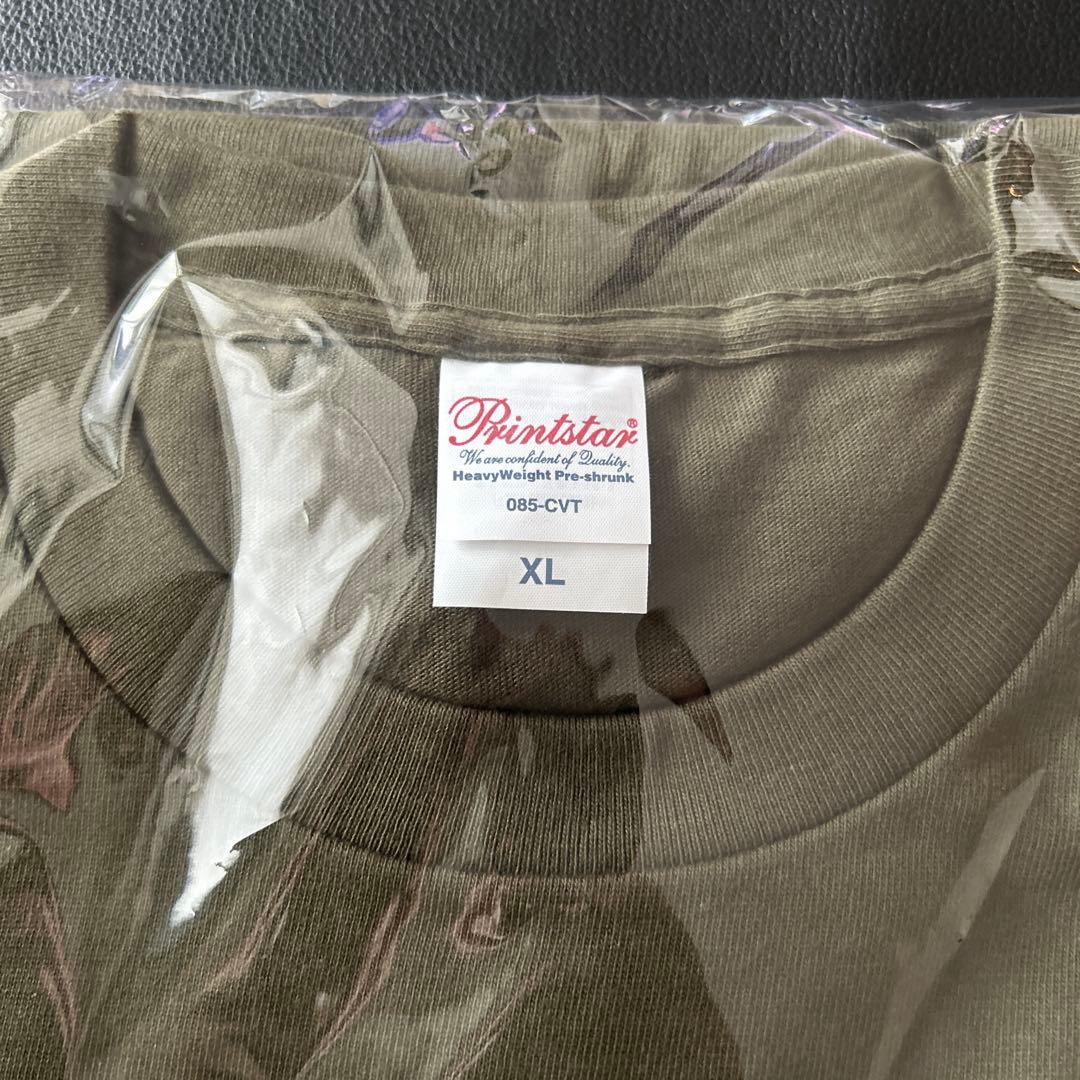 Printstar®
We are confident of Quality.
HeavyWeight Pre-shrunk
085-CVT
XL